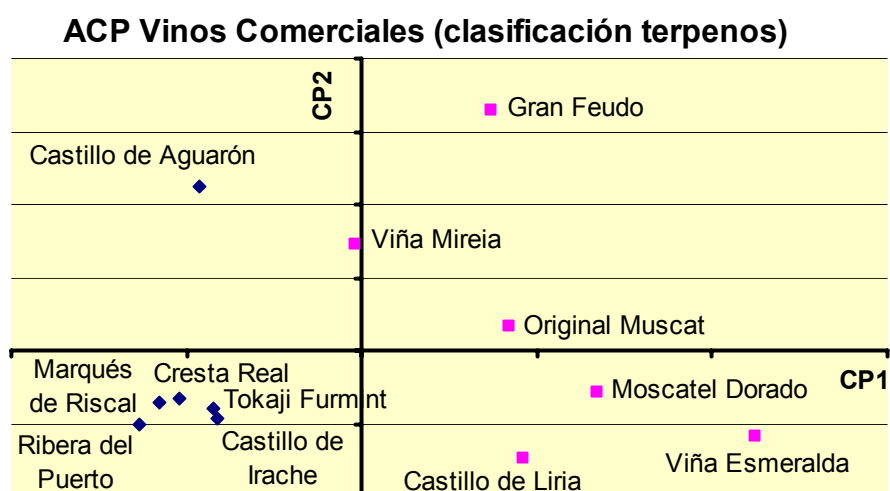 ACP Vinos Comerciales (clasificación terpenos)
CP2
Gran Feudo
Castillo de Aguarón
Viña Mireia
Original Muscat
CP1
Marqués
de Riscal
Cresta Real
Tokaji Furmint
Moscatel Dorado
Ribera del
Puerto
Castillo de
Irache
Castillo de Liria
Viña Esmeralda